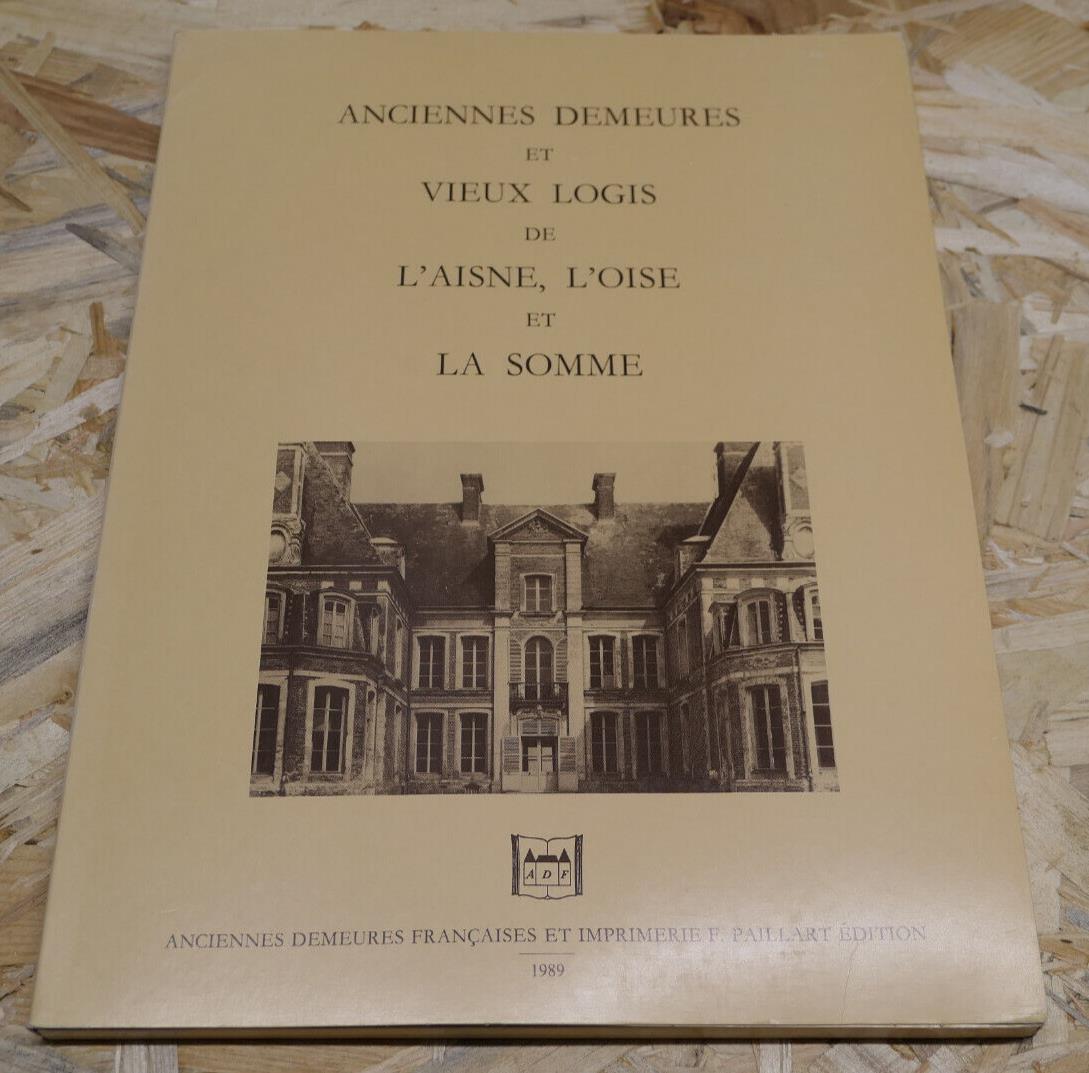 ANCIENNES DEMEURES
ET
VIEUX LOGIS
DE
L'AISNE, L'OISE
ET
LA SOMME
A D F
ANCIENNES DEMEURES FRANÇAISES ET IMPRIMERIE F. PAILLART ÉDITION
1989